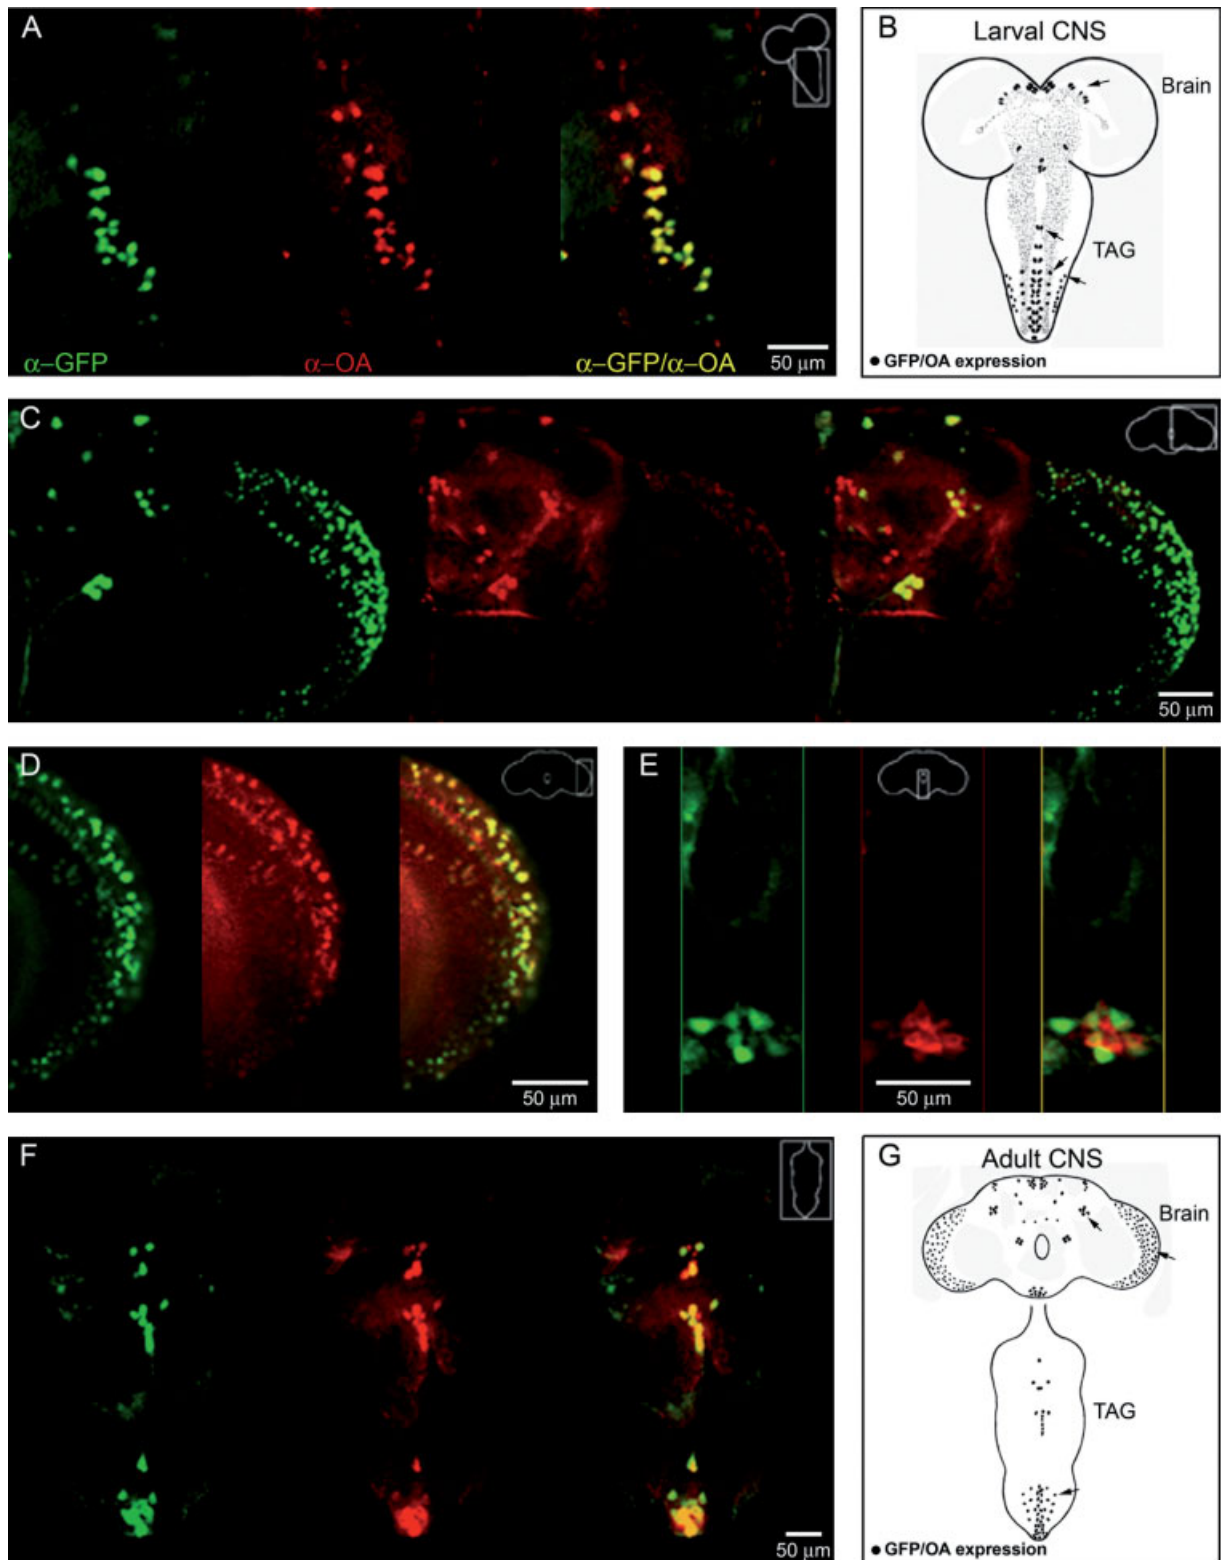 A
α–GFP
α–OA
α–GFP/α–OA
50 μm
B
Larval CNS
Brain
TAG
● GFP/OA expression
C
50 μm
D
50 μm
E
50 μm
F
50 μm
G
Adult CNS
Brain
TAG
● GFP/OA expression